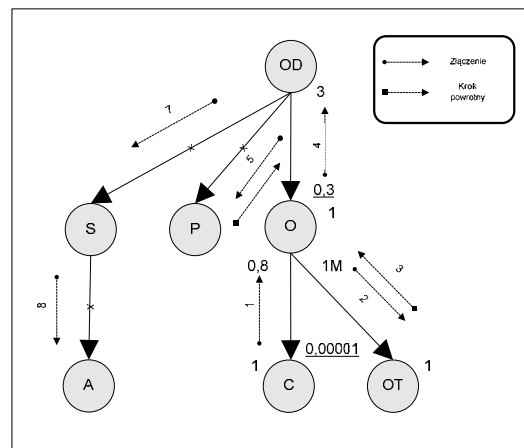 OD
Złączenie
Krok
powrotny
3
7
4
5
0,3
1
S
P
O
0,8
1M
3
2
8
1
0,00001
1
1
A
C
OT